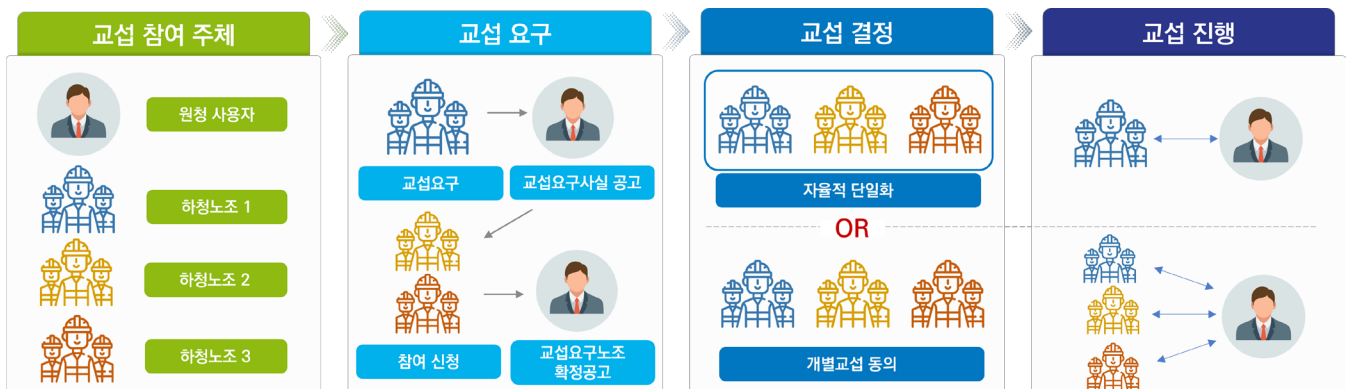 교섭 참여 주체
원청 사용자
하청노조 1
하청노조 2
하청노조 3
교섭 요구
교섭요구
교섭요구사실 공고
참여 신청
교섭요구노조
확정공고
교섭 결정
자율적 단일화
OR
개별교섭 동의
교섭 진행